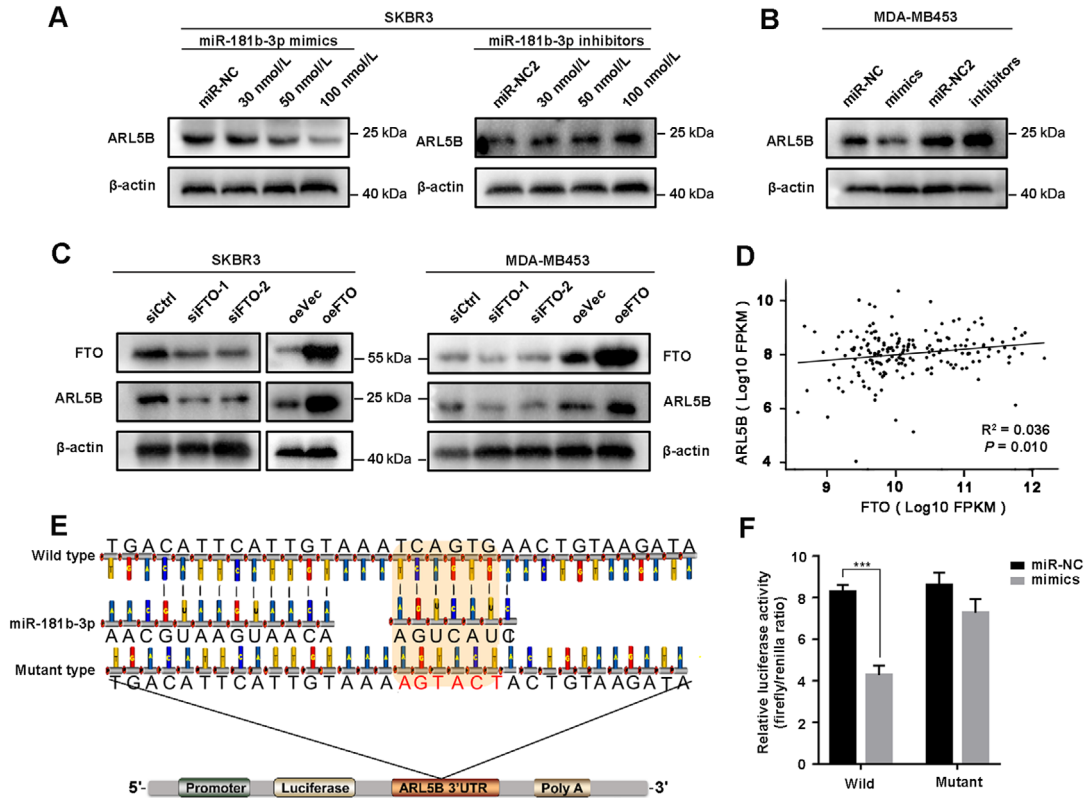 A
SKBR3
miR-181b-3p mimics
miR-181b-3p inhibitors
miR-NC
30 nmol/L
50 nmol/L
100 nmol/L
miR-NC2
30 nmol/L
50 nmol/L
100 nmol/L
ARL5B
25 kDa
ARL5B
25 kDa
β-actin
40 kDa
β-actin
40 kDa
B
MDA-MB453
miR-NC
mimics
miR-NC2
inhibitors
ARL5B
25 kDa
β-actin
40 kDa
C
SKBR3
MDA-MB453
siCtrl
siFTO-1
siFTO-2
oeVec
oeFTO
siCtrl
siFTO-1
siFTO-2
oeVec
oeFTO
FTO
55 kDa
FTO
ARL5B
25 kDa
ARL5B
β-actin
40 kDa
β-actin
D
ARL5B ( Log10 FPKM )
10
8
6
4
R² = 0.036
P = 0.010
9
10
11
12
FTO ( Log10 FPKM )
E
TGACATTCATTGTAAATCAGTGAACTGTAAGATA
Wild type
miR-181b-3p
AACGUAAGUAACA
AGUCAUC
Mutant type
TGACATTCATTGTAAAAGTACTACTGTAAGATA
5'-
Promoter
Luciferase
ARL5B 3'UTR
Poly A
-3'
F
Relative luciferase activity
(firefly/renilla ratio)
10
8
6
4
2
0
***
miR-NC
mimics
Wild
Mutant